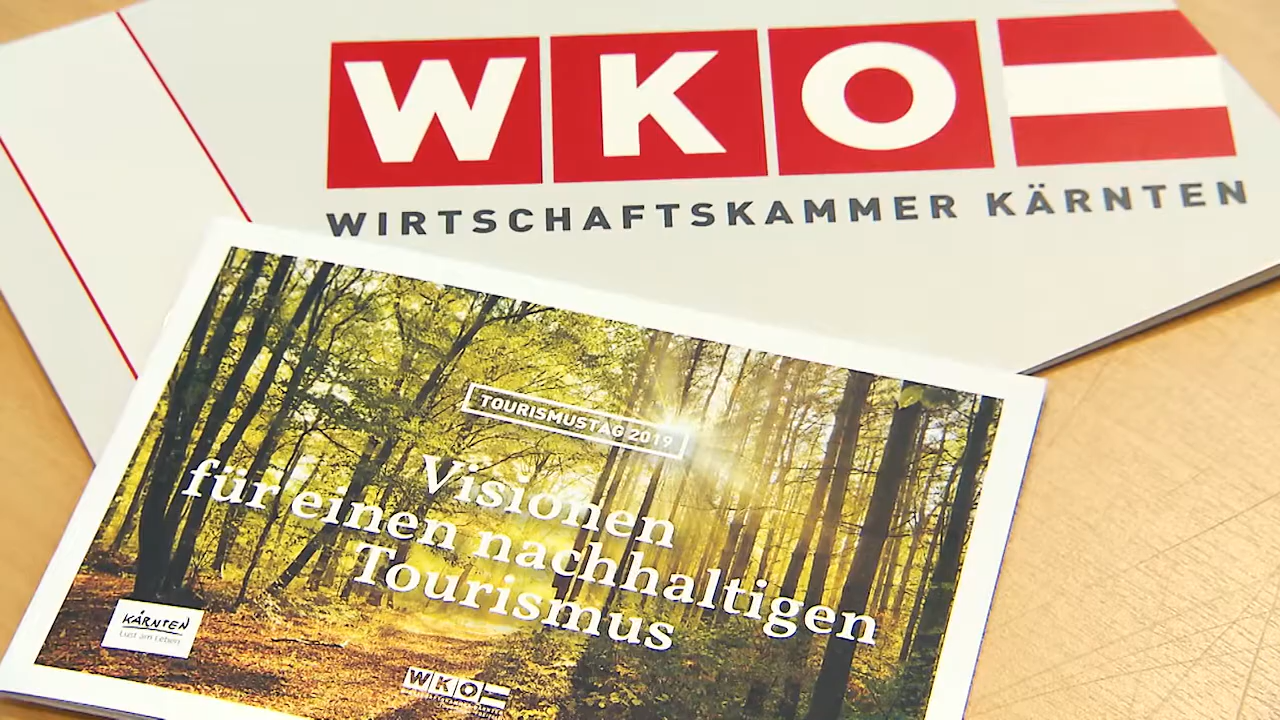 WKO
WIRTSCHAFTSKAMMER KÄRNTEN
TOURISMUSTAG 2019
Visionen
für einen nachhaltigen
Tourismus
KÄRNTEN
Lust am Leben
WKO